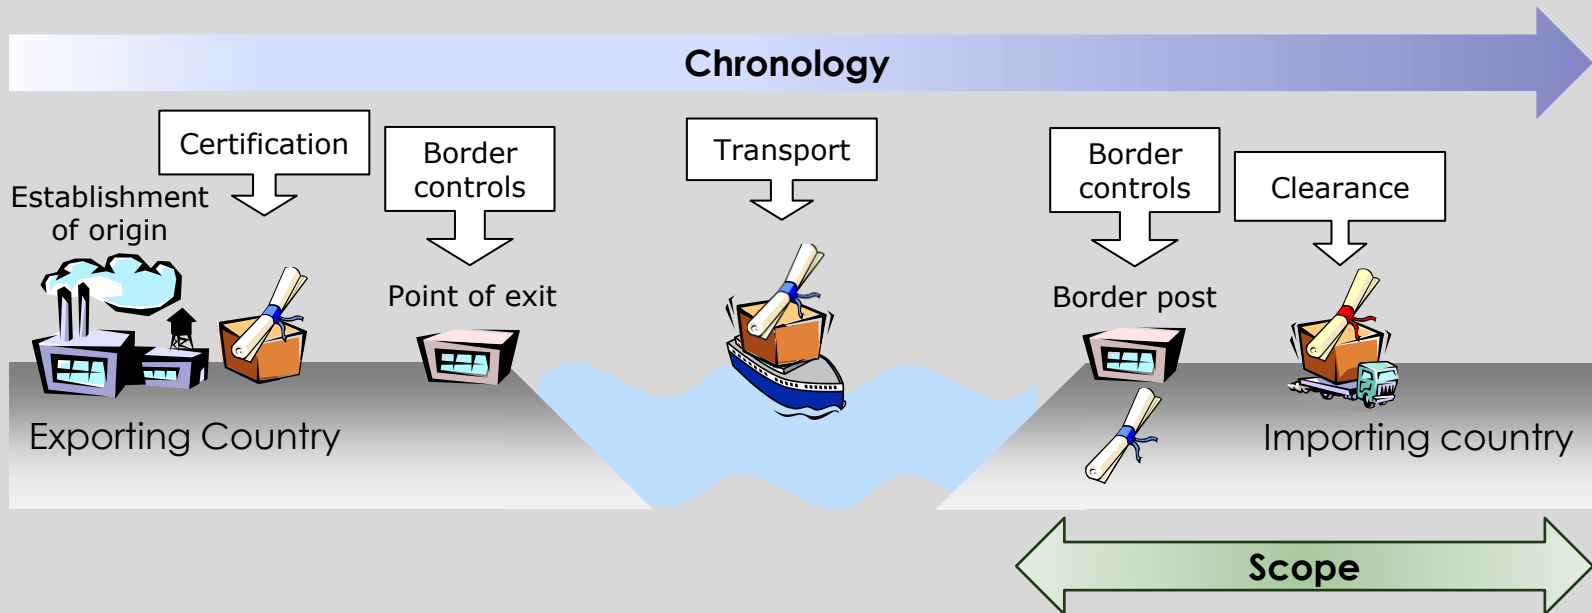 Chronology
Certification
Border
controls
Transport
Border
controls
Clearance
Establishment
of origin
Point of exit
Border post
Exporting Country
Importing country
Scope